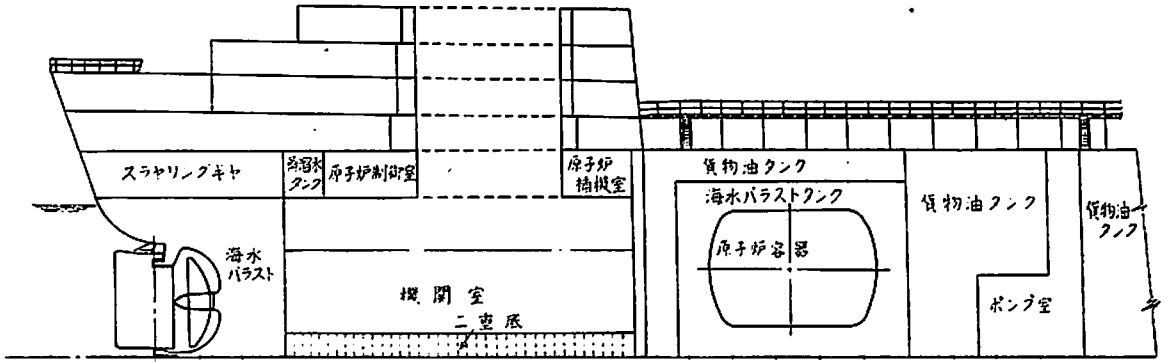 スラヤリングギヤ
蒸溜水
タンク
原子炉制御室
原子炉
補機室
貨物油タンク
海水バラストタンク
原子炉容器
貨物油タンク
貨物油
タンク
海水
バラスト
機関室
二重底
ポンプ室